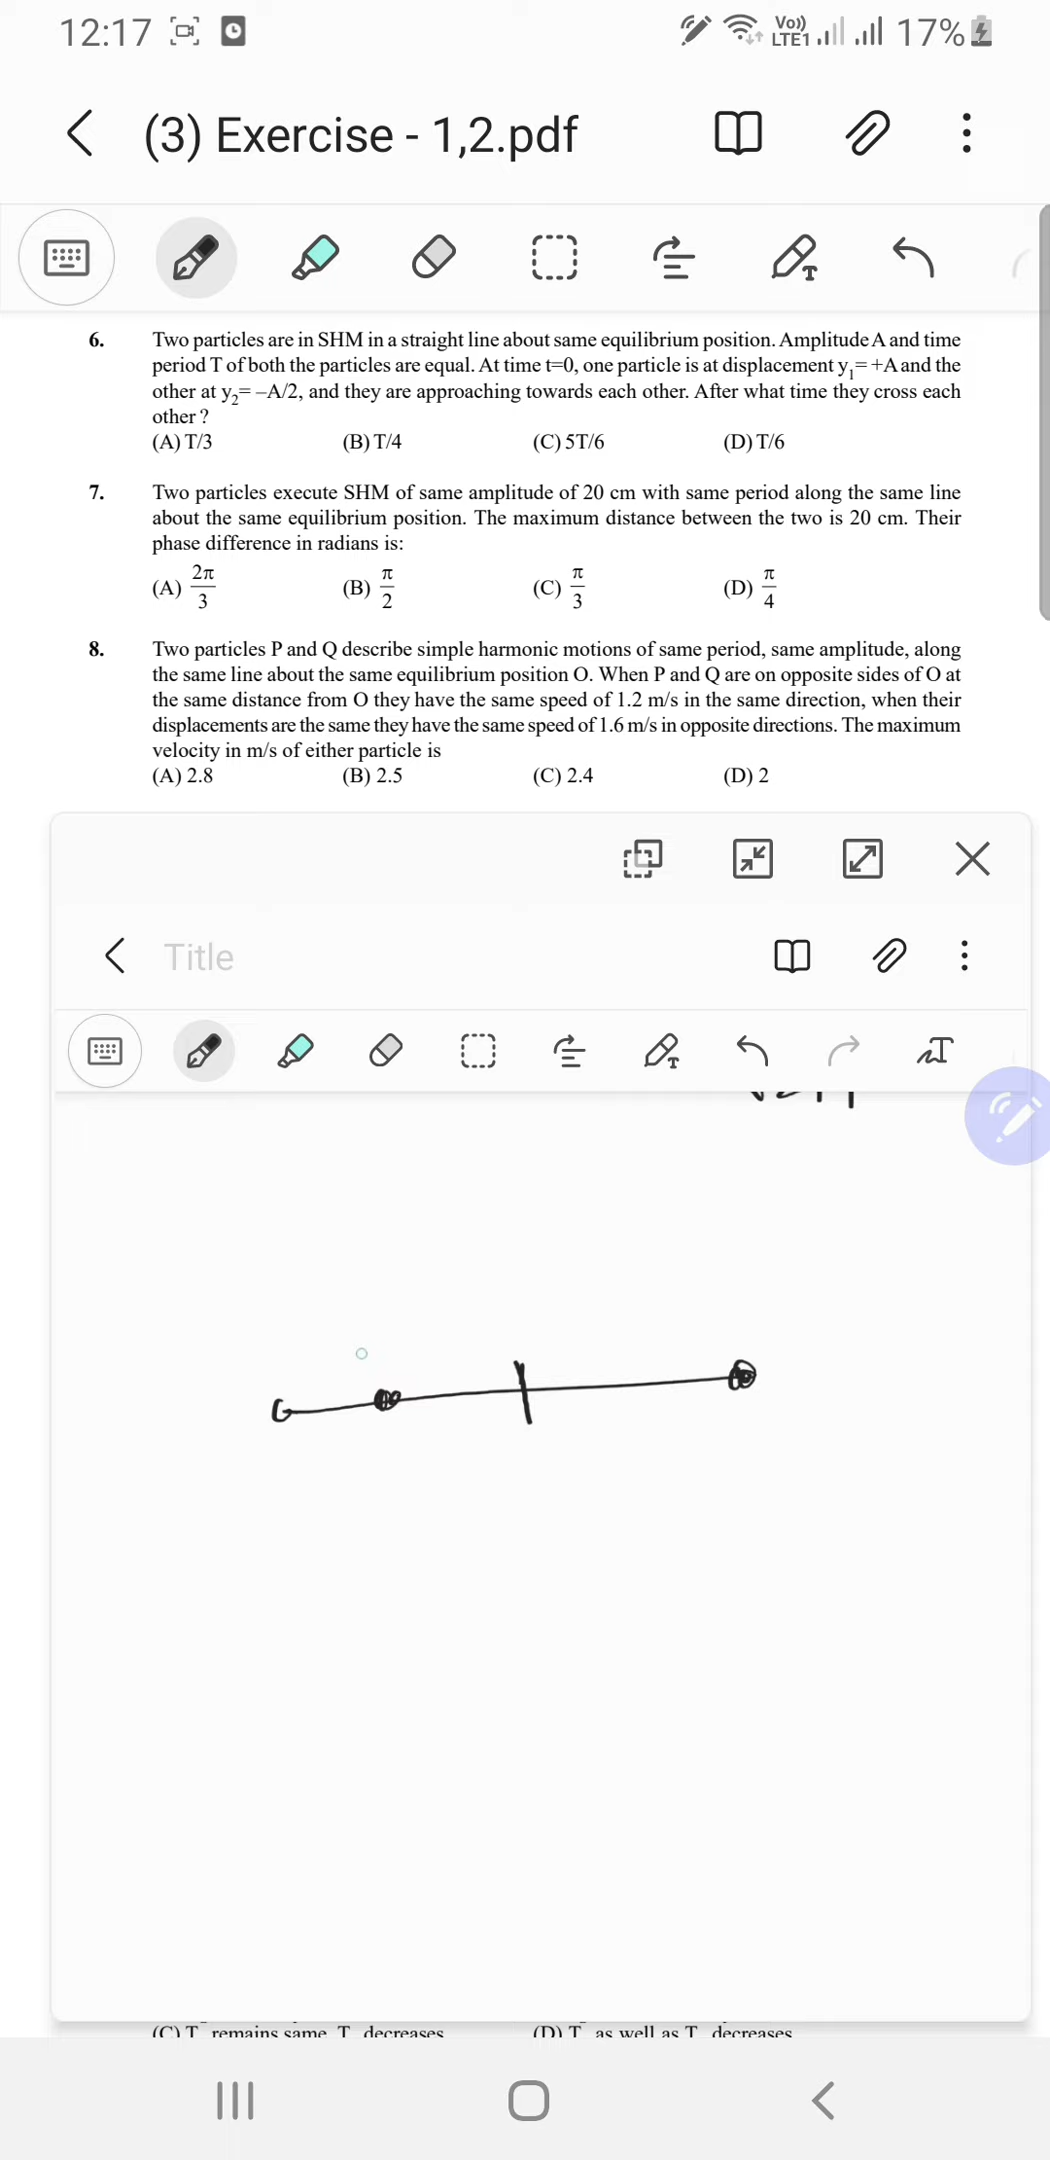 12:17 Vo)) LTE1 17%
(3) Exercise - 1,2.pdf
6. Two particles are in SHM in a straight line about same equilibrium position. Amplitude A and time
period T of both the particles are equal. At time t=0, one particle is at displacement y₁= +A and the
other at y₂= –A/2, and they are approaching towards each other. After what time they cross each
other ?
(A) T/3 (B) T/4 (C) 5T/6 (D) T/6
7. Two particles execute SHM of same amplitude of 20 cm with same period along the same line
about the same equilibrium position. The maximum distance between the two is 20 cm. Their
phase difference in radians is:
(A) 2π/3 (B) π/2 (C) π/3 (D) π/4
8. Two particles P and Q describe simple harmonic motions of same period, same amplitude, along
the same line about the same equilibrium position O. When P and Q are on opposite sides of O at
the same distance from O they have the same speed of 1.2 m/s in the same direction, when their
displacements are the same they have the same speed of 1.6 m/s in opposite directions. The maximum
velocity in m/s of either particle is
(A) 2.8 (B) 2.5 (C) 2.4 (D) 2
Title
(C) T remains same, T decreases (D) T as well as T decreases